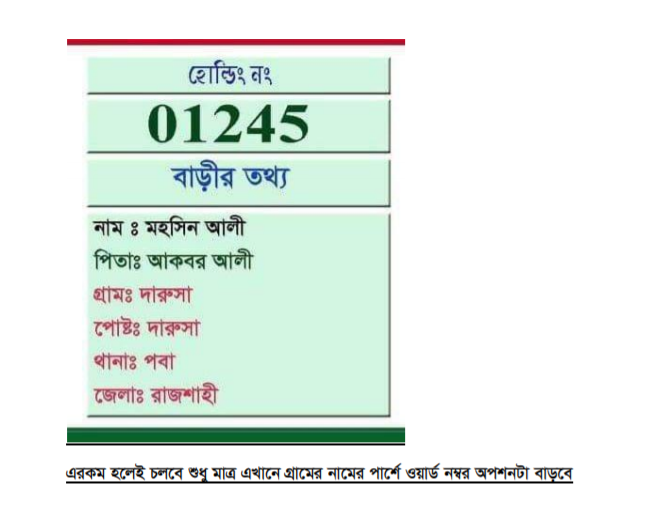 হোল্ডিং নং
01245
বাড়ীর তথ্য
নাম ঃ মহসিন আলী
পিতাঃ আকবর আলী
গ্রামঃ দারুসা
পোষ্টঃ দারুসা
থানাঃ পবা
জেলাঃ রাজশাহী
এরকম হলেই চলবে শুধু মাত্র এখানে গ্রামের নামের পার্শে ওয়ার্ড নম্বর অপশনটা বাড়বে